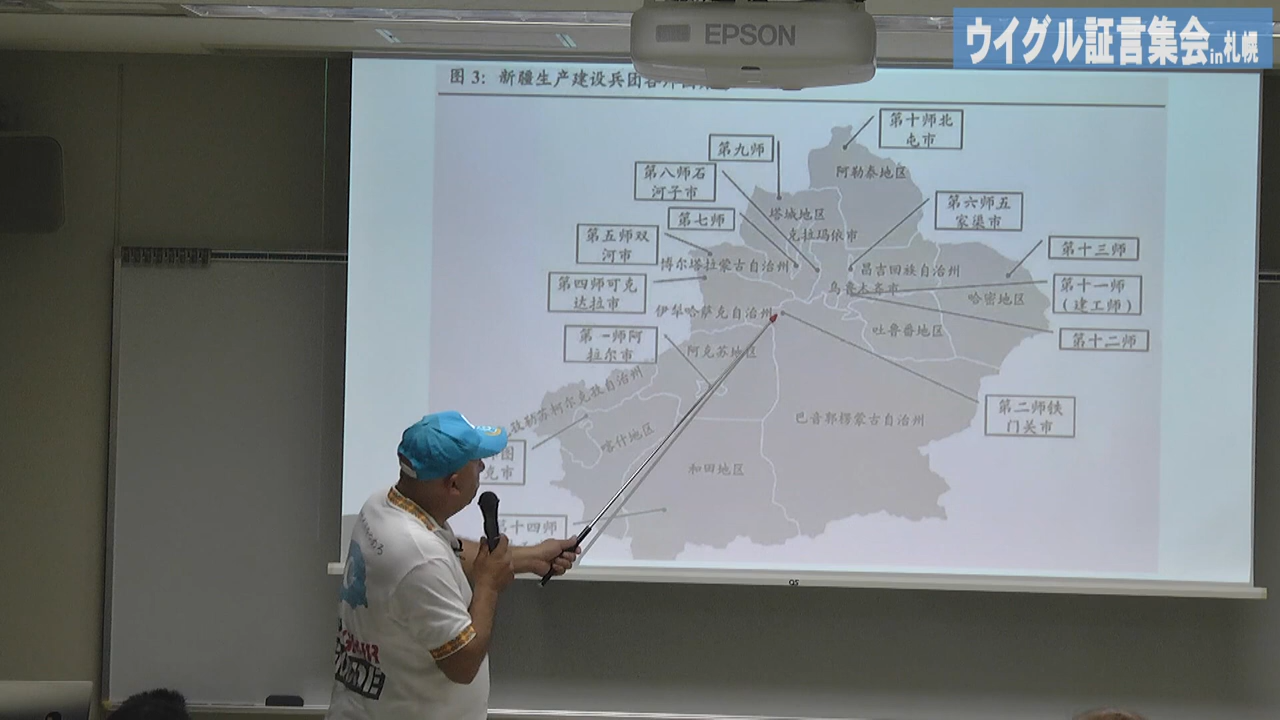 EPSON
ウイグル証言集会in札幌
图 3：新疆生产建设兵团各师
第十师北
屯市
第九师
阿勒泰地区
第八师石
河子市
第六师五
家渠市
塔城地区
第七师
克拉玛依市
第五师双
河市
第十三师
博尔塔拉蒙古自治州
昌吉回族自治州
第四师可克
达拉市
乌鲁木齐市
第十一师
（建工师）
哈密地区
伊犁哈萨克自治州
吐鲁番地区
第十二师
第一师阿
拉尔市
阿克苏地区
孜勒苏柯尔克孜自治州
第二师铁
门关市
巴音郭楞蒙古自治州
喀什地区
师图
克市
和田地区
第十四师